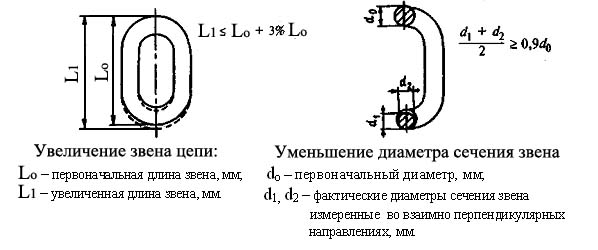 L1
Lo
L1 ≤ Lo + 3% Lo
d0
d2
d1
d1 + d2
2
≥ 0,9d0
Увеличение звена цепи:
Lo – первоначальная длина звена, мм;
L1 – увеличенная длина звена, мм.
Уменьшение диаметра сечения звена
do – первоначальный диаметр, мм;
d1, d2 – фактические диаметры сечения звена
измеренные во взаимно перпендикулярных
направлениях, мм.